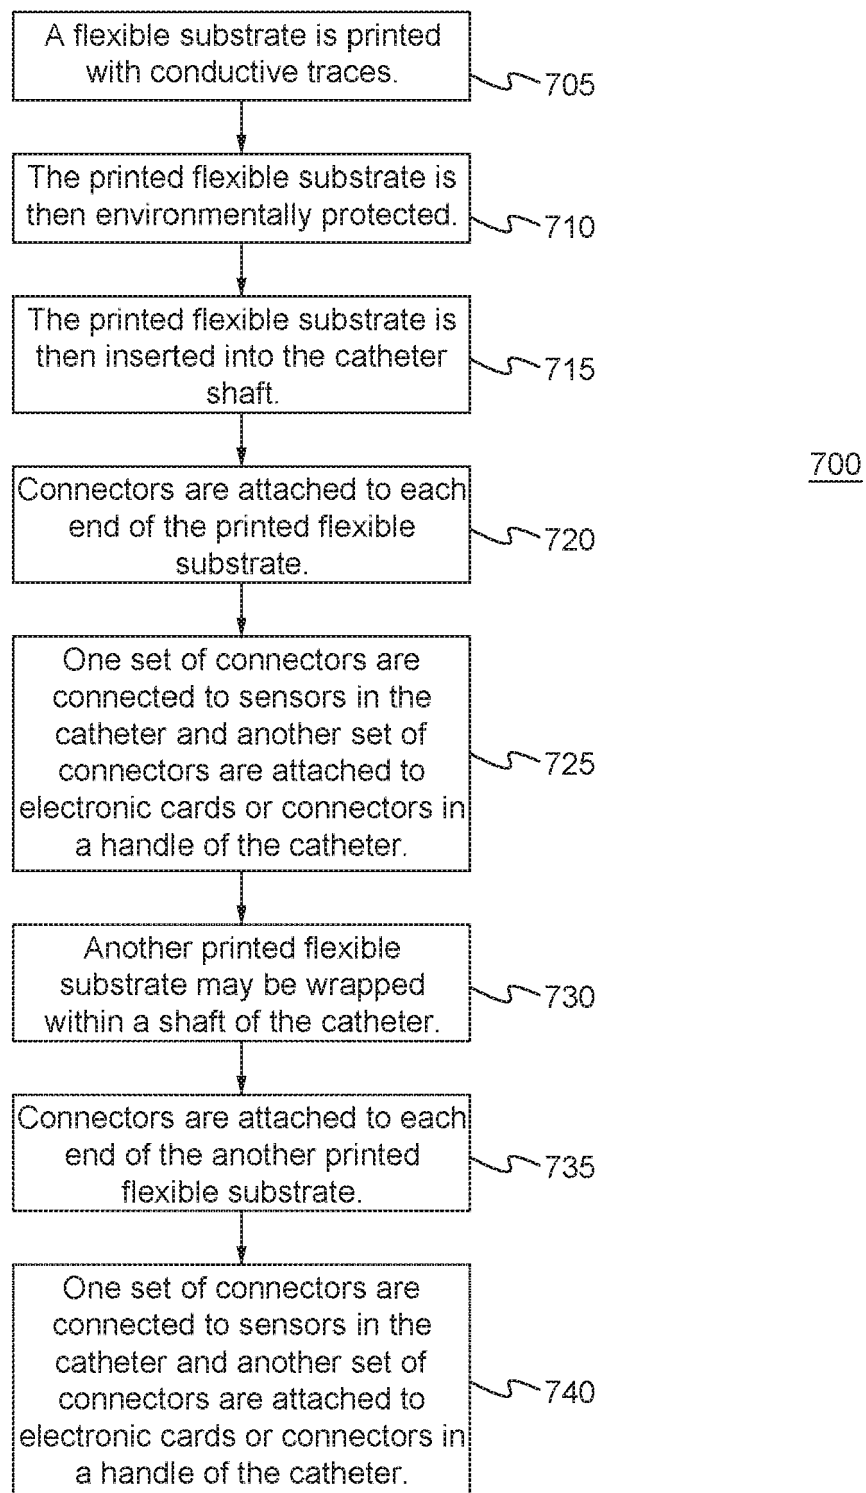 A flexible substrate is printed
with conductive traces.
705
The printed flexible substrate is
then environmentally protected.
710
The printed flexible substrate is
then inserted into the catheter
shaft.
715
700
Connectors are attached to each
end of the printed flexible
substrate.
720
One set of connectors are
connected to sensors in the
catheter and another set of
connectors are attached to
electronic cards or connectors in
a handle of the catheter.
725
Another printed flexible
substrate may be wrapped
within a shaft of the catheter.
730
Connectors are attached to each
end of the another printed
flexible substrate.
735
One set of connectors are
connected to sensors in the
catheter and another set of
connectors are attached to
electronic cards or connectors in
a handle of the catheter.
740